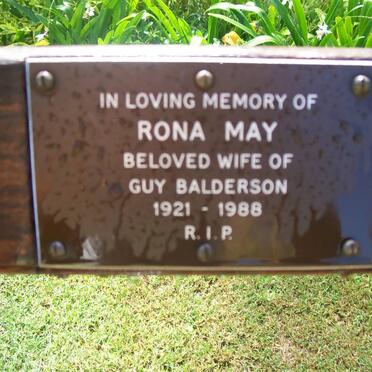 IN LOVING MEMORY OF
RONA MAY
BELOVED WIFE OF
GUY BALDERSON
1921 - 1988
R.I.P.